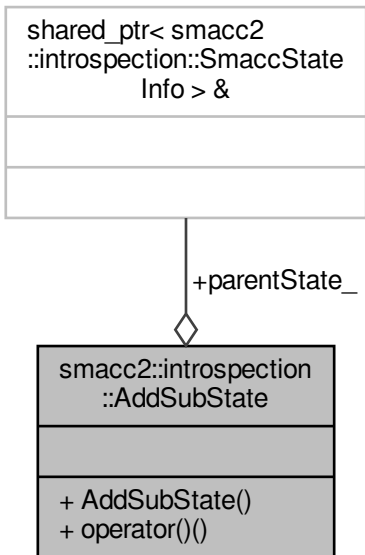 shared_ptr< smacc2
::introspection::SmaccState
Info > &
+parentState_
smacc2::introspection
::AddSubState
+ AddSubState()
+ operator()()